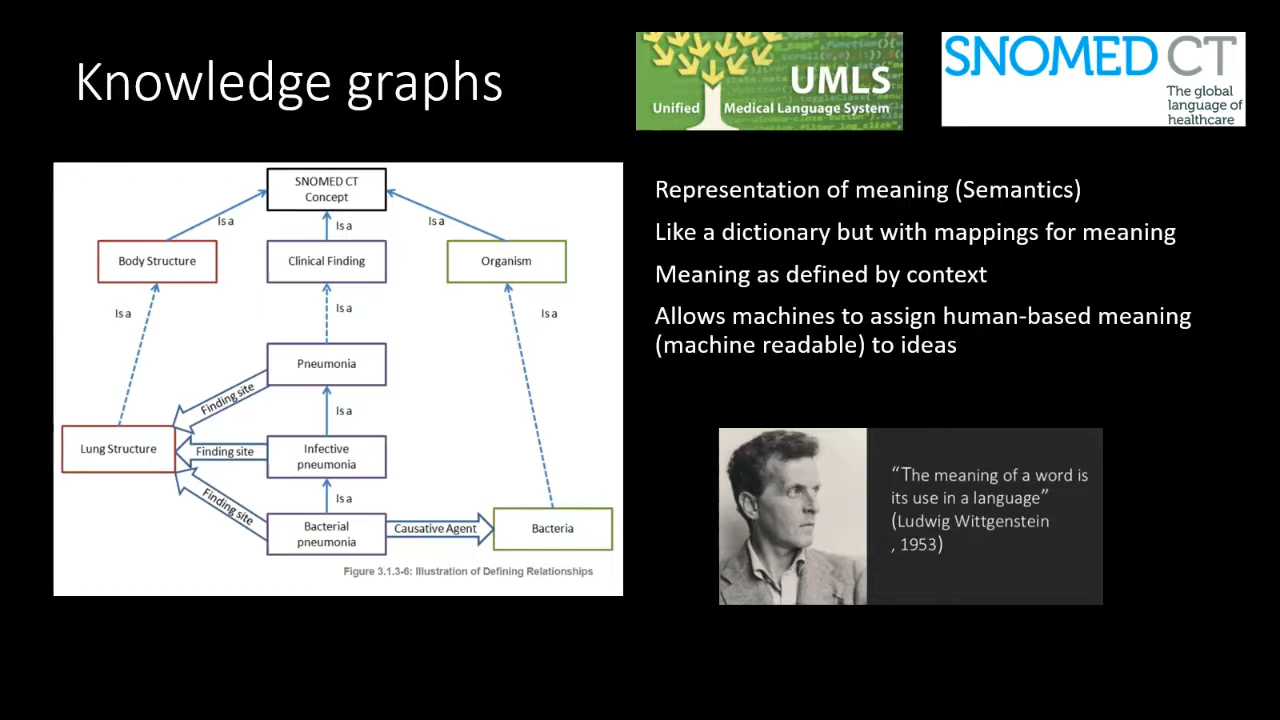 Knowledge graphs
UMLS
Unified Medical Language System
SNOMED CT
The global
language of
healthcare
SNOMED CT
Concept
Is a
Is a
Is a
Body Structure
Clinical Finding
Organism
Is a
Is a
Is a
Pneumonia
Finding site
Is a
Lung Structure
Finding site
Infective
pneumonia
Finding site
Is a
Bacterial
pneumonia
Causative Agent
Bacteria
Figure 3.1.3-6: Illustration of Defining Relationships
Representation of meaning (Semantics)
Like a dictionary but with mappings for meaning
Meaning as defined by context
Allows machines to assign human-based meaning
(machine readable) to ideas
“The meaning of a word is
its use in a language”
(Ludwig Wittgenstein
, 1953)